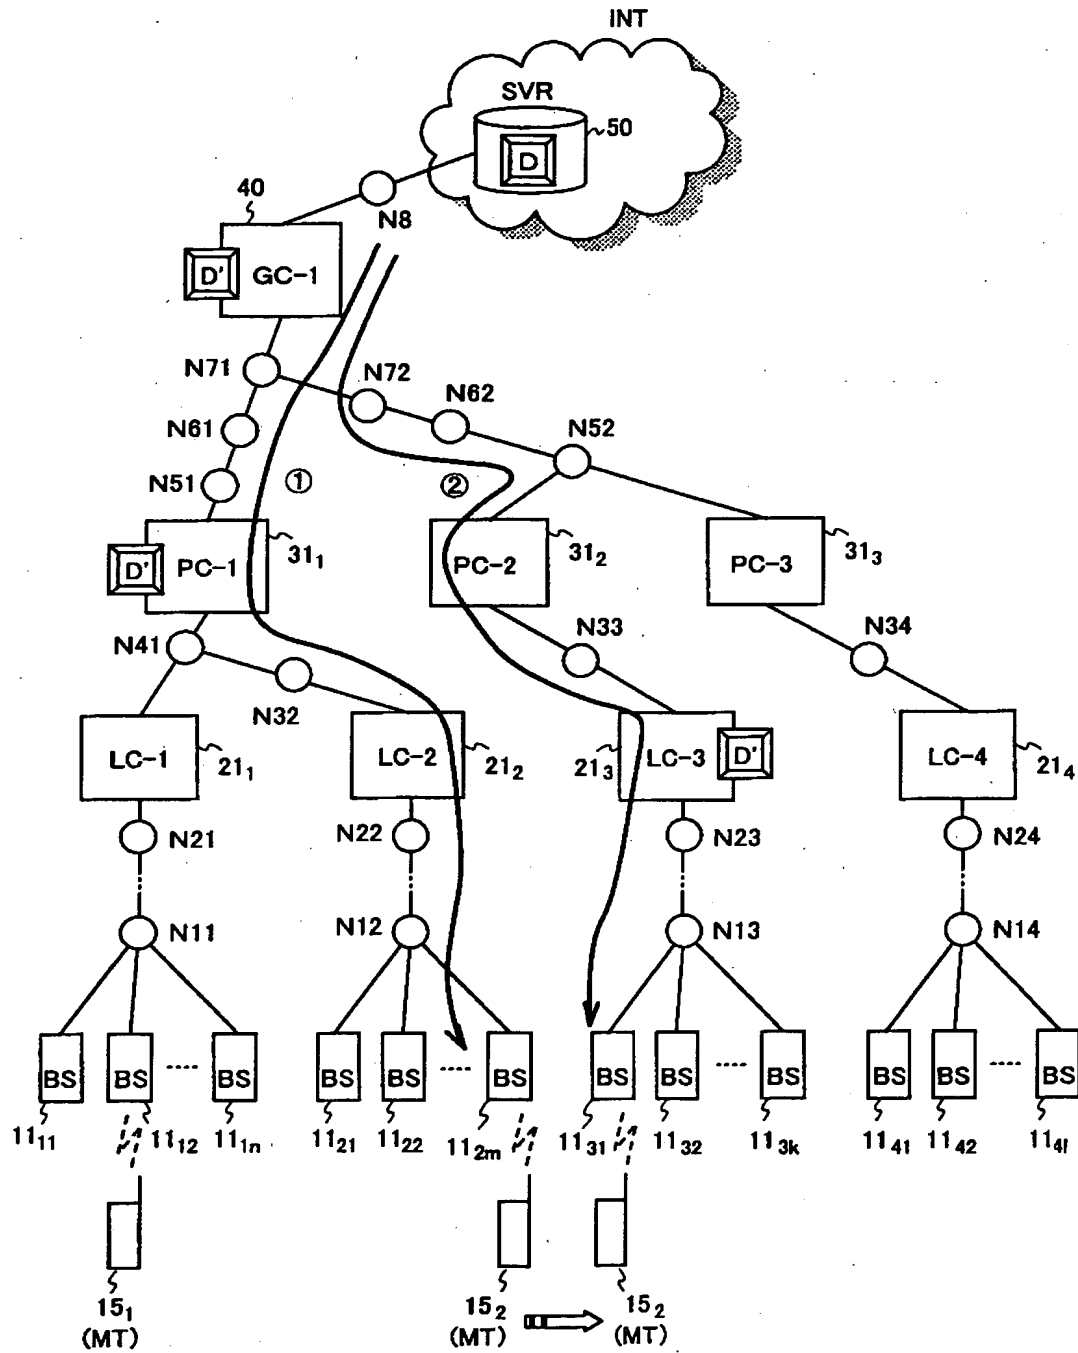 INT
SVR
50
D
40
N8
D'
GC-1
N71
N72
N62
N61
N52
N51
①
②
PC-1
31₁
D'
PC-2
31₂
PC-3
31₃
N41
N33
N34
N32
LC-1
21₁
LC-2
21₂
21₃
LC-3
D'
LC-4
21₄
N21
N22
N23
N24
N11
N12
N13
N14
BS
BS
....
BS
BS
BS
....
BS
BS
BS
....
BS
BS
BS
....
BS
11₁₁
11₁₂
11₁ₙ
11₂₁
11₂₂
11₂ₘ
11₃₁
11₃₂
11₃ₖ
11₄₁
11₄₂
11₄ₗ
15₁
(MT)
15₂
(MT)
15₂
(MT)